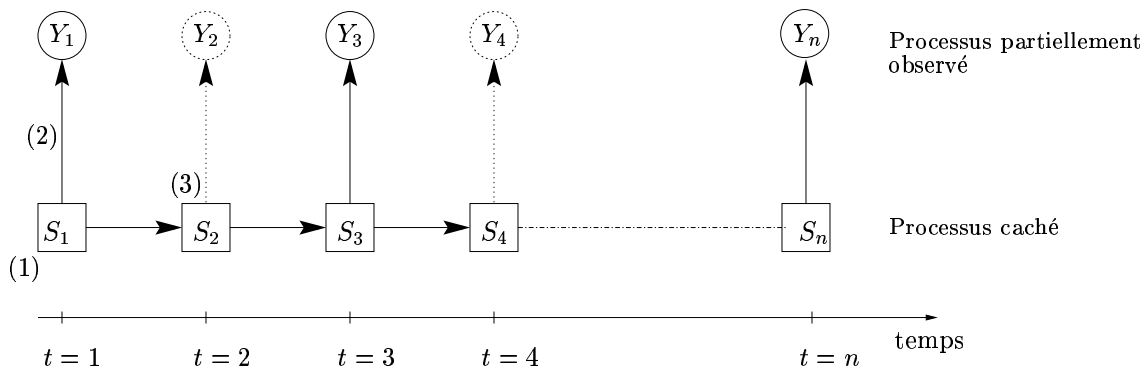 Y₁ Y₂ Y₃ Y₄ Yₙ
Processus partiellement
observé
(2)
(3)
S₁ S₂ S₃ S₄ Sₙ
Processus caché
(1)
temps
t = 1 t = 2 t = 3 t = 4 t = n